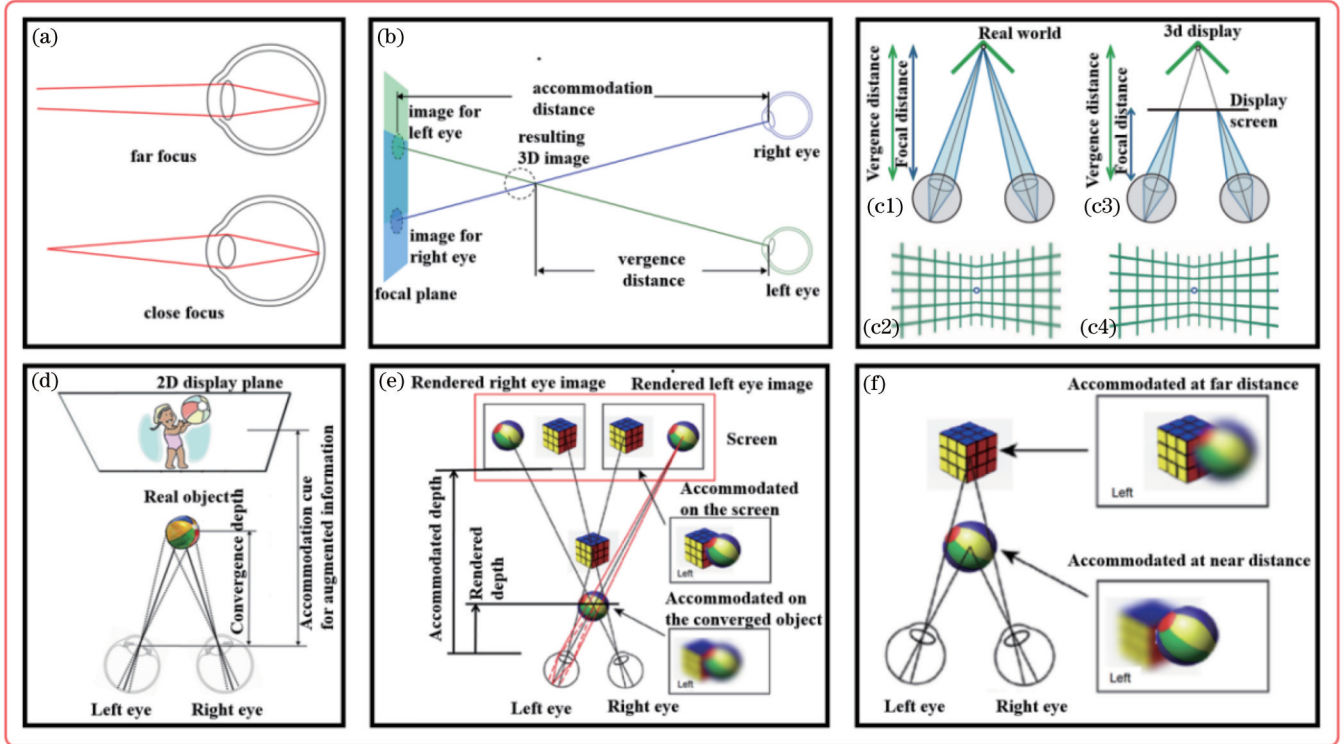 (a)
far focus
close focus
(b)
accommodation
distance
image for
left eye
resulting
3D image
right eye
image for
right eye
vergence
distance
focal plane
left eye
Real world
3d display
Vergence distance
Focal distance
Vergence distance
Focal distance
Display
screen
(c1)
(c3)
(c2)
(c4)
(d)
2D display plane
Real object
Convergence depth
Accommodation cue
for augmented information
Left eye
Right eye
(e)
Rendered right eye image
Rendered left eye image
Screen
Accommodated depth
Rendered
depth
Accommodated
on the screen
Left
Accommodated on
the converged object
Left
Left eye
Right eye
(f)
Accommodated at far distance
Left
Accommodated at near distance
Left
Left eye
Right eye